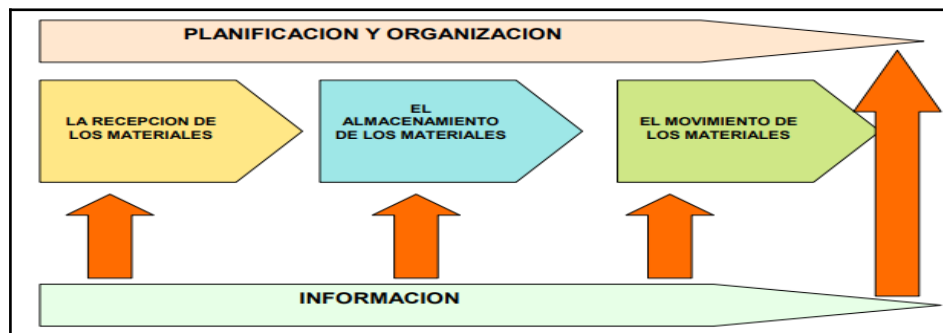 PLANIFICACION Y ORGANIZACION
LA RECEPCION DE
LOS MATERIALES
EL
ALMACENAMIENTO
DE LOS MATERIALES
EL MOVIMIENTO DE
LOS MATERIALES
INFORMACION